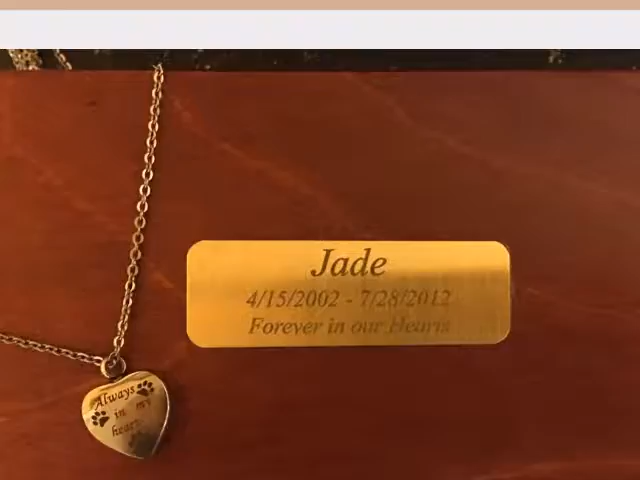 Jade
4/15/2002 - 7/28/2012
Forever in our Hearts
Always
in my
heart